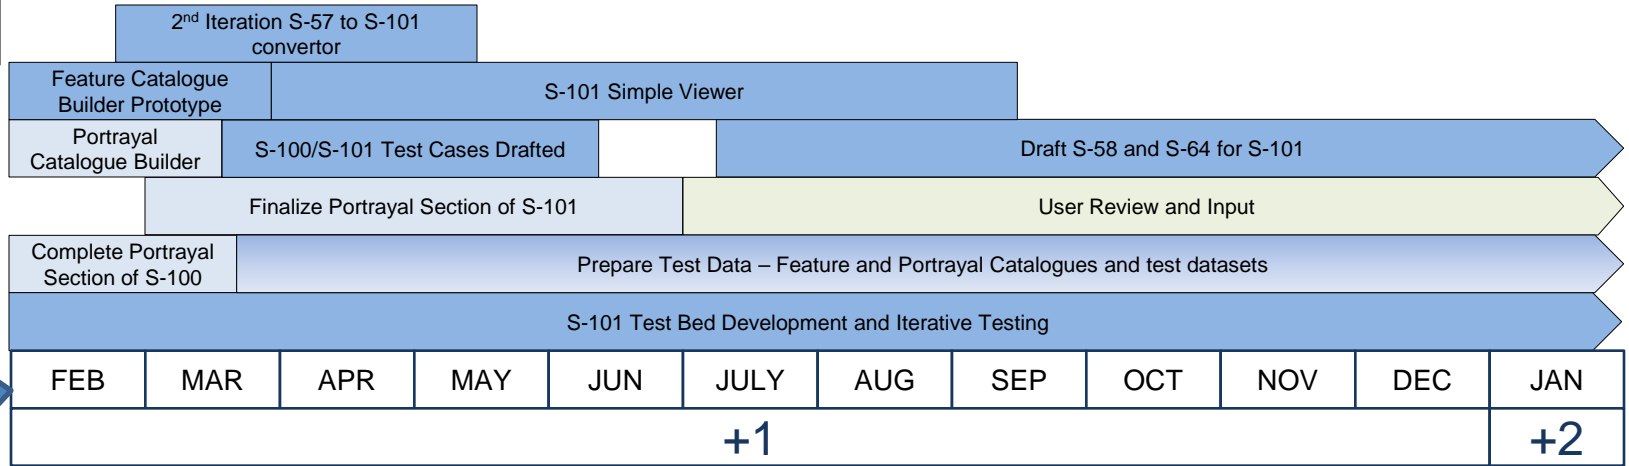 2nd Iteration S-57 to S-101
convertor
Feature Catalogue
Builder Prototype
S-101 Simple Viewer
Portrayal
Catalogue Builder
S-100/S-101 Test Cases Drafted
Draft S-58 and S-64 for S-101
Finalize Portrayal Section of S-101
User Review and Input
Complete Portrayal
Section of S-100
Prepare Test Data – Feature and Portrayal Catalogues and test datasets
S-101 Test Bed Development and Iterative Testing
FEB MAR APR MAY JUN JULY AUG SEP OCT NOV DEC JAN
+1 +2